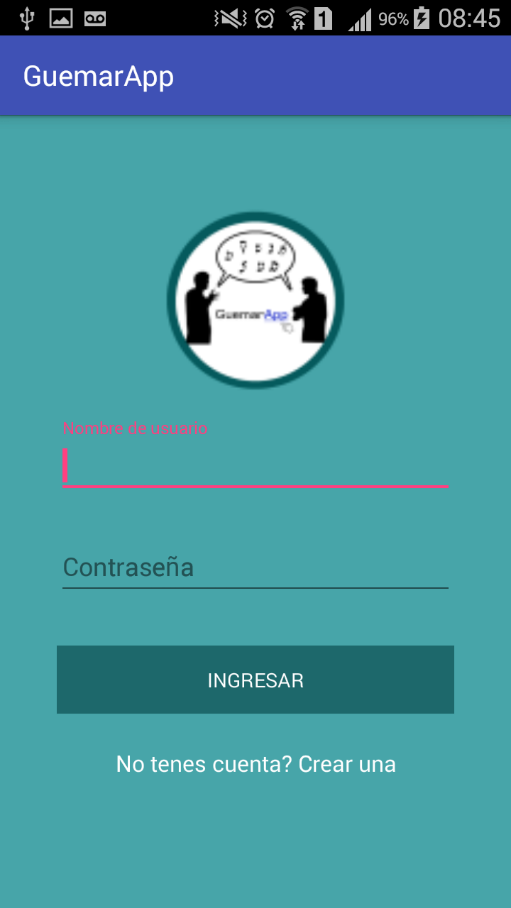 1 96% 08:45
GuemarApp
GuemarApp
Nombre de usuario
Contraseña
INGRESAR
No tenes cuenta? Crear una